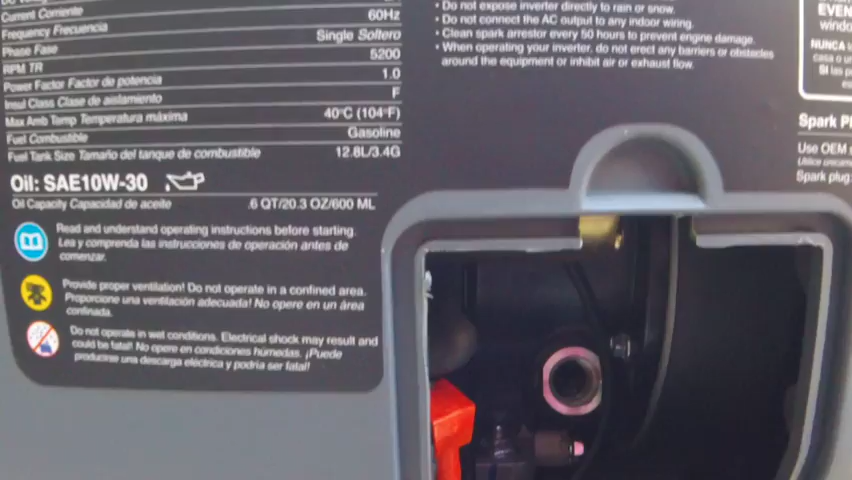 Current Corriente
Frequency Frecuencia 60Hz
Phase Fase Single Soltero
RPM TR 5200
Power Factor Factor de potencia 1.0
Insul Class Clase de aislamiento F
Max Amb Temp Temperatura máxima 40°C (104°F)
Fuel Combustible Gasoline
Fuel Tank Size Tamaño del tanque de combustible 12.8L/3.4G
Oil: SAE10W-30
Oil Capacity Capacidad de aceite .6 QT/20.3 OZ/600 ML
Read and understand operating instructions before starting.
Lea y comprenda las instrucciones de operación antes de
comenzar.
Provide proper ventilation! Do not operate in a confined area.
Proporcione una ventilación adecuada! No opere en un área
confinada.
Do not operate in wet conditions. Electrical shock may result and
could be fatal! No opere en condiciones húmedas. ¡Puede
producirse una descarga eléctrica y podría ser fatal!
• Do not expose inverter directly to rain or snow.
• Do not connect the AC output to any indoor wiring.
• Clean spark arrestor every 50 hours to prevent engine damage.
• When operating your inverter, do not erect any barriers or obstacles
around the equipment or inhibit air or exhaust flow.
EVEN
windo
NUNCA
casa o
SI las
Spark
Use OEM
Spark plug